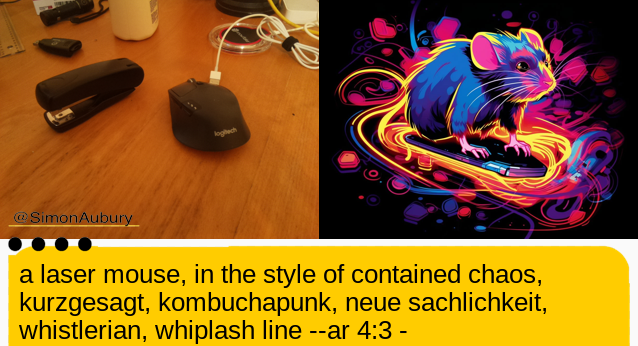 logitech
@SimonAubury
a laser mouse, in the style of contained chaos,
kurzgesagt, kombuchapunk, neue sachlichkeit,
whistlerian, whiplash line --ar 4:3 -